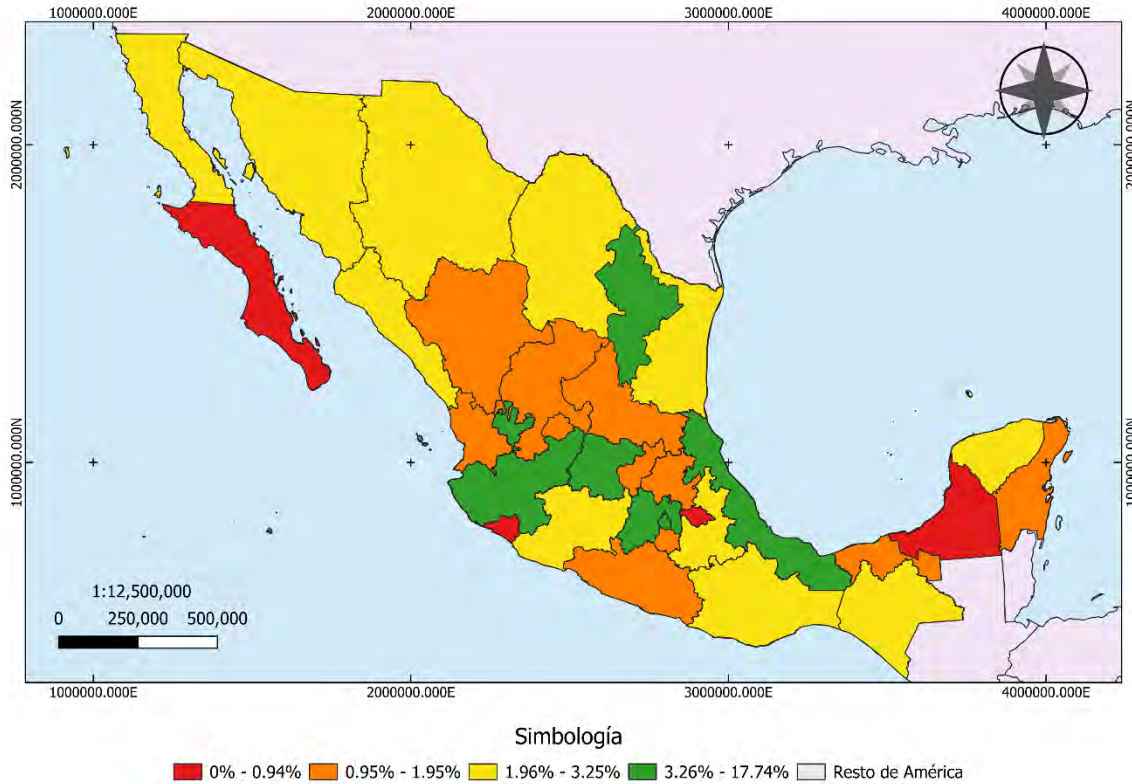 1000000.000E 2000000.000E 3000000.000E 4000000.000E
2000000.000N 2000000.000N
1000000.000N 1000000.000N
1:12,500,000
0 250,000 500,000
1000000.000E 2000000.000E 3000000.000E 4000000.000E
Simbología
0% - 0.94% 0.95% - 1.95% 1.96% - 3.25% 3.26% - 17.74% Resto de América